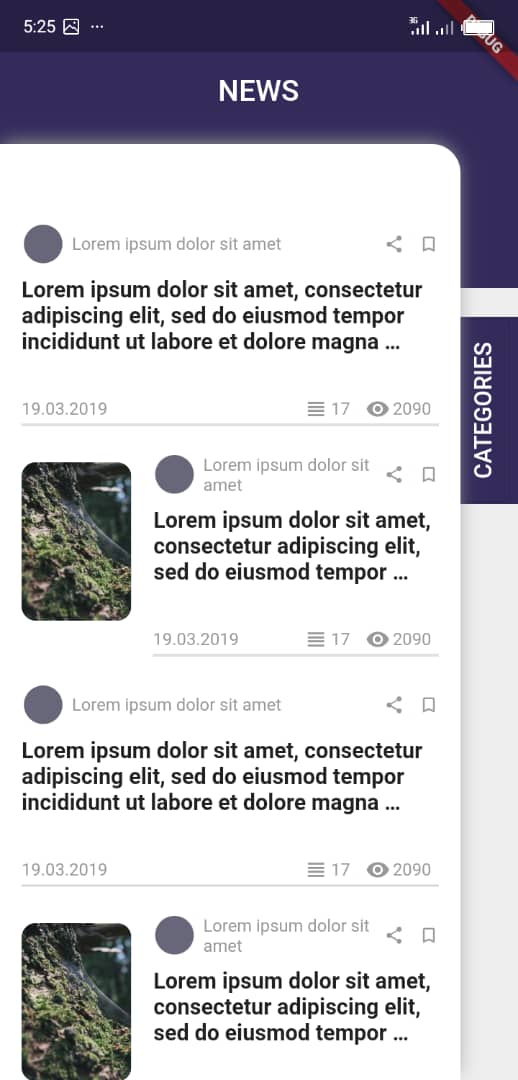 5:25
3G
DEBUG
NEWS
Lorem ipsum dolor sit amet
Lorem ipsum dolor sit amet, consectetur
adipiscing elit, sed do eiusmod tempor
incididunt ut labore et dolore magna ...
19.03.2019 17 2090
CATEGORIES
Lorem ipsum dolor sit
amet
Lorem ipsum dolor sit amet,
consectetur adipiscing elit,
sed do eiusmod tempor ...
19.03.2019 17 2090
Lorem ipsum dolor sit amet
Lorem ipsum dolor sit amet, consectetur
adipiscing elit, sed do eiusmod tempor
incididunt ut labore et dolore magna ...
19.03.2019 17 2090
Lorem ipsum dolor sit
amet
Lorem ipsum dolor sit amet,
consectetur adipiscing elit,
sed do eiusmod tempor ...